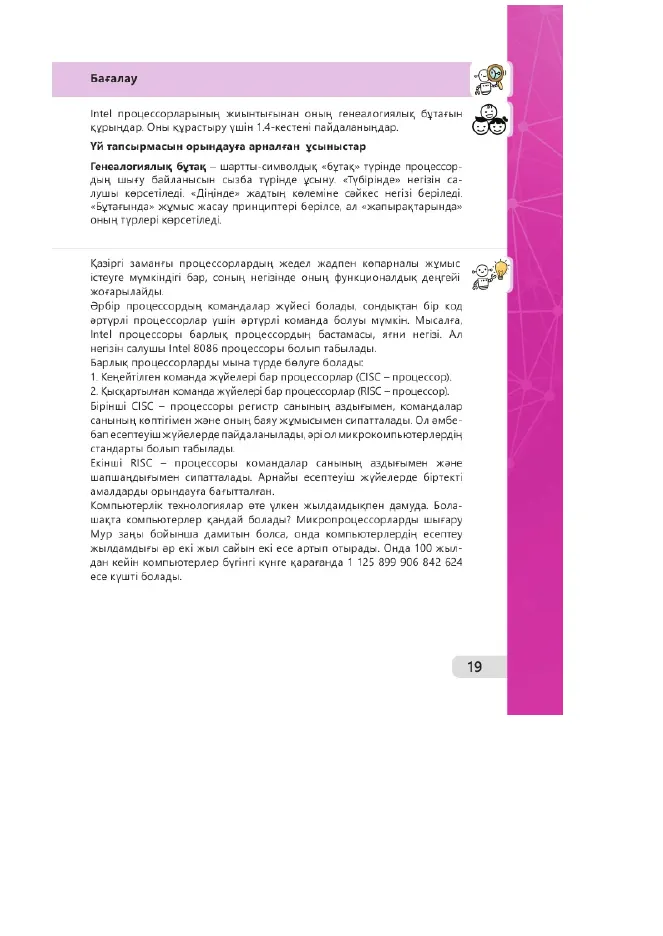 Бағалау
Intel процессорларының жиынтығынан оның генеалогиялық бұтағын
құрыңдар. Оны құрастыру үшін 1.4-кестені пайдаланыңдар.
Үй тапсырмасын орындауға арналған ұсыныстар
Генеалогиялық бұтақ – шартты-символдық «бұтақ» түрінде процессор-
дың шығу байланысын сызба түрінде ұсыну. «Түбірінде» негізін са-
лушы көрсетіледі. «Діңінде» жадтың көлеміне сәйкес негізі беріледі.
«Бұтағында» жұмыс жасау принциптері берілсе, ал «жапырақтарында»
оның түрлері көрсетіледі.
Қазіргі заманғы процессорлардың жедел жадпен көпарналы жұмыс
істеуге мүмкіндігі бар, соның негізінде оның функционалдық деңгейі
жоғарылайды.
Әрбір процессордың командалар жүйесі болады, сондықтан бір код
әртүрлі процессорлар үшін әртүрлі команда болуы мүмкін. Мысалға,
Intel процессоры барлық процессордың бастамасы, яғни негізі. Ал
негізін салушы Intel 8086 процессоры болып табылады.
Барлық процессорларды мына түрде бөлуге болады:
1. Кеңейтілген команда жүйелері бар процессорлар (CISC – процессор).
2. Қысқартылған команда жүйелері бар процессорлар (RISC – процессор).
Бірінші CISC – процессоры регистр санының аздығымен, командалар
санының көптігімен және оның баяу жұмысымен сипатталады. Ол әмбе-
бап есептеуіш жүйелерде пайдаланылады, әрі ол микрокомпьютерлердің
стандарты болып табылады.
Екінші RISC – процессоры командалар санының аздығымен және
шапшаңдығымен сипатталады. Арнайы есептеуіш жүйелерде біртекті
амалдарды орындауға бағытталған.
Компьютерлік технологиялар өте үлкен жылдамдықпен дамуда. Бола-
шақта компьютерлер қандай болады? Микропроцессорларды шығару
Мур заңы бойынша дамитын болса, онда компьютерлердің есептеу
жылдамдығы әр екі жыл сайын екі есе артып отырады. Онда 100 жыл-
дан кейін компьютерлер бүгінгі күнге қарағанда 1 125 899 906 842 624
есе күшті болады.
19